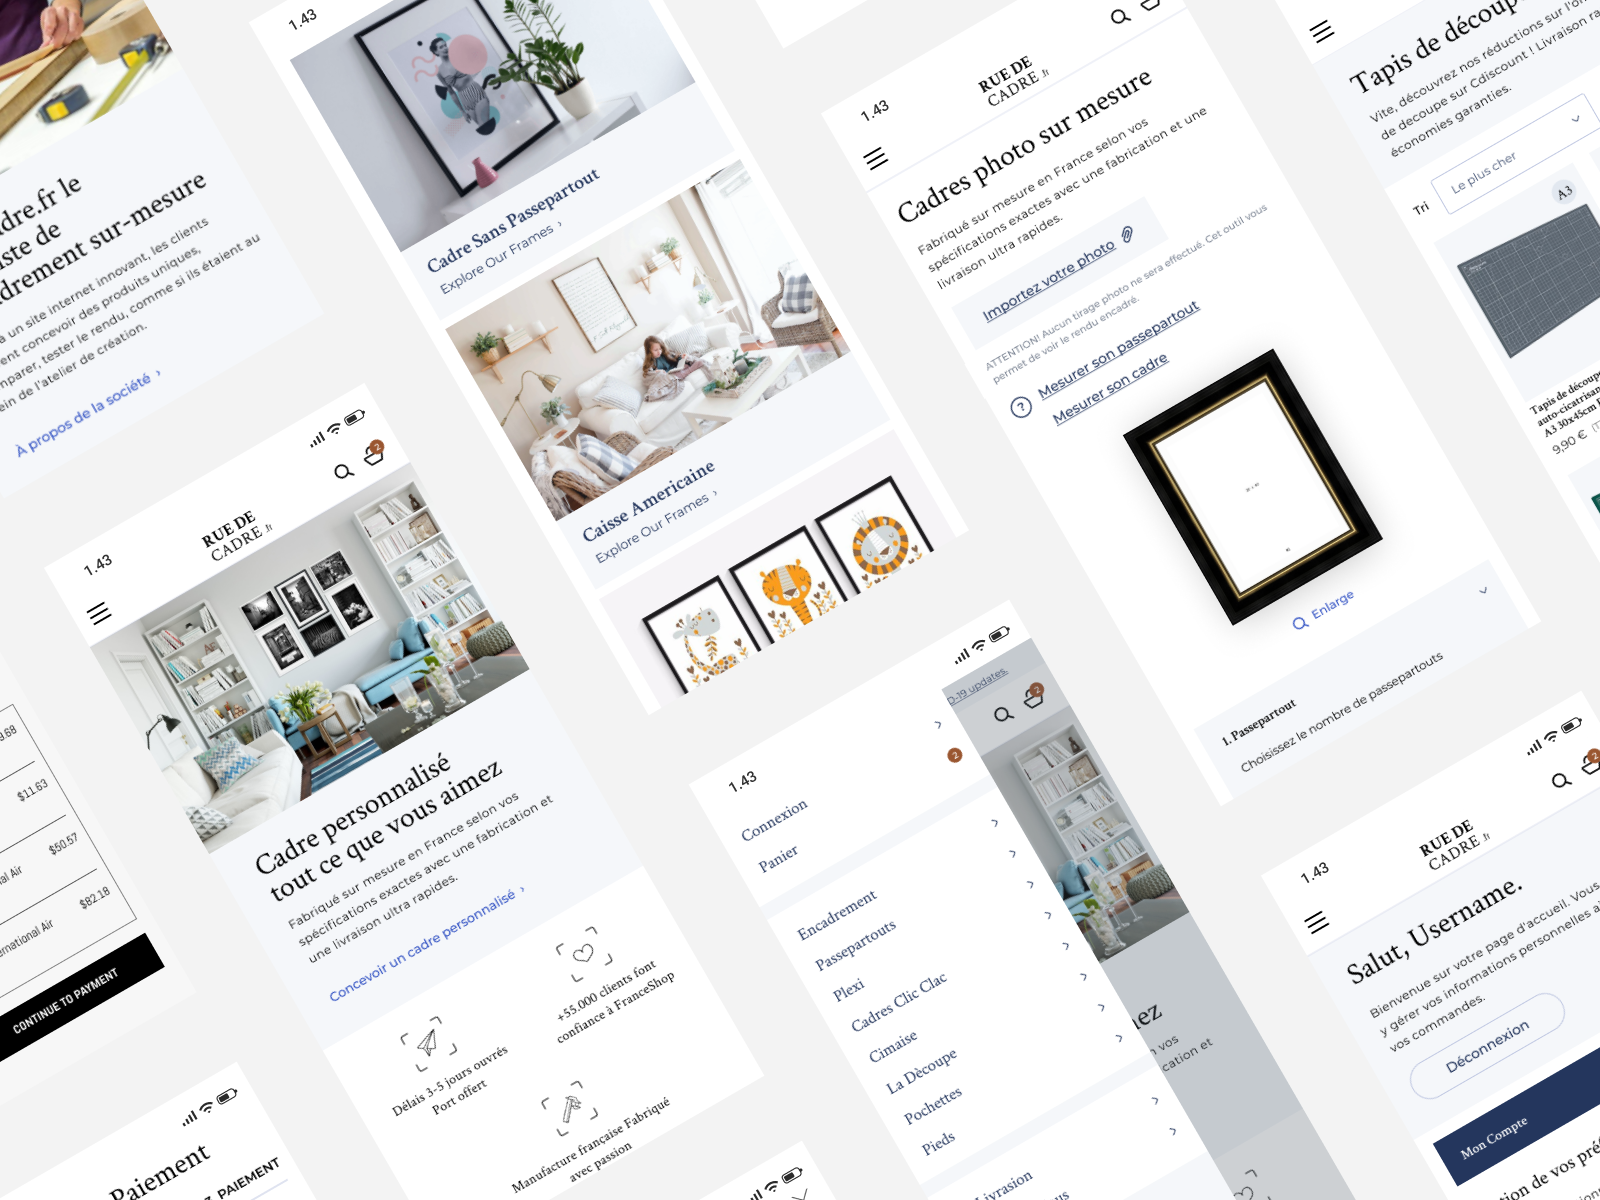 dre.fr le
iste de
drement sur-mesure
à un site internet innovant, les clients
ent concevoir des produits uniques,
mparer, tester le rendu, comme si ils étaient au
ein de l'atelier de création.
À propos de la société ›
1.43
Cadre Sans Passepartout
Explore Our Frames ›
Caisse Americaine
Explore Our Frames ›
1.43
RUE DE
CADRE .fr
Cadres photo sur mesure
Fabriqué sur mesure en France selon vos
spécifications exactes avec une fabrication et une
livraison ultra rapides.
Importez votre photo
ATTENTION! Aucun tirage photo ne sera effectué. Cet outil vous
permet de voir le rendu encadré.
?
Mesurer son passepartout
Mesurer son cadre
Enlarge
1. Passepartout
Choisissez le nombre de passepartouts
Tapis de découp
Vite, découvrez nos réductions sur l'o
de decoupe sur Cdiscount ! Livraison ra
économies garanties.
Tri
Le plus cher
A3
Tapis de découp
auto-cicatrisan
A3 30x45cm
9,90 €
1.43
2
RUE DE
CADRE .fr
Cadre personnalisé
tout ce que vous aimez
Fabriqué sur mesure en France selon vos
spécifications exactes avec une fabrication et
une livraison ultra rapides.
Concevoir un cadre personnalisé ›
+55.000 clients font
confiance à FranceShop
Délais 3-5 jours ouvrés
Port offert
Manufacture française Fabriqué
avec passion
9.68
$11.63
al Air
$50.57
ernational Air
$82.18
CONTINUE TO PAYMENT
Paiement
PAIEMENT
1.43
-19 updates.
2
Connexion
Panier
2
Encadrement
Passepartouts
Plexi
Cadres Clic Clac
Cimaise
La Dècoupe
Pochettes
Pieds
Livraison
us
ez
n vos
cation et
1.43
2
RUE DE
CADRE .fr
Salut, Username.
Bienvenue sur votre page d'accueil. Vous
y gérer vos informations personnelles a
vos commandes.
Déconnexion
Mon Compte
tion de vos pré